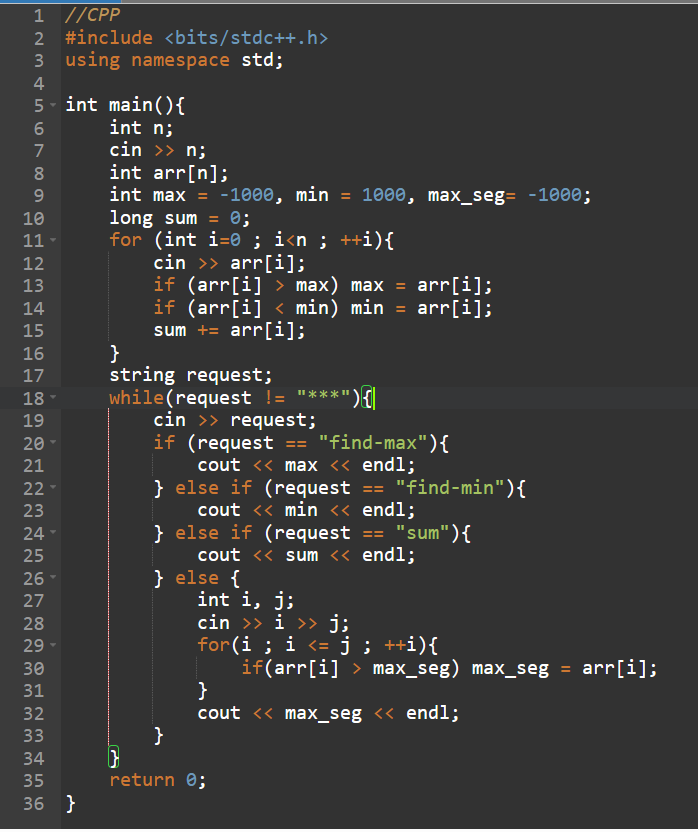 1 //CPP
2 #include <bits/stdc++.h>
3 using namespace std;
4
5 int main(){
6     int n;
7     cin >> n;
8     int arr[n];
9     int max = -1000, min = 1000, max_seg= -1000;
10     long sum = 0;
11     for (int i=0 ; i<n ; ++i){
12         cin >> arr[i];
13         if (arr[i] > max) max = arr[i];
14         if (arr[i] < min) min = arr[i];
15         sum += arr[i];
16     }
17     string request;
18     while(request != "***"){
19         cin >> request;
20         if (request == "find-max"){
21             cout << max << endl;
22         } else if (request == "find-min"){
23             cout << min << endl;
24         } else if (request == "sum"){
25             cout << sum << endl;
26         } else {
27             int i, j;
28             cin >> i >> j;
29             for(i ; i <= j ; ++i){
30                 if(arr[i] > max_seg) max_seg = arr[i];
31             }
32             cout << max_seg << endl;
33         }
34     }
35     return 0;
36 }